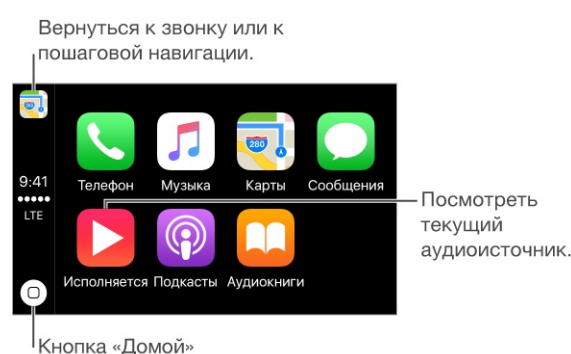 Вернуться к звонку или к
пошаговой навигации.
9:41
LTE
280
Телефон Музыка Карты Сообщения
Исполняется Подкасты Аудиокниги
Посмотреть
текущий
аудиоисточник.
Кнопка «Домой»